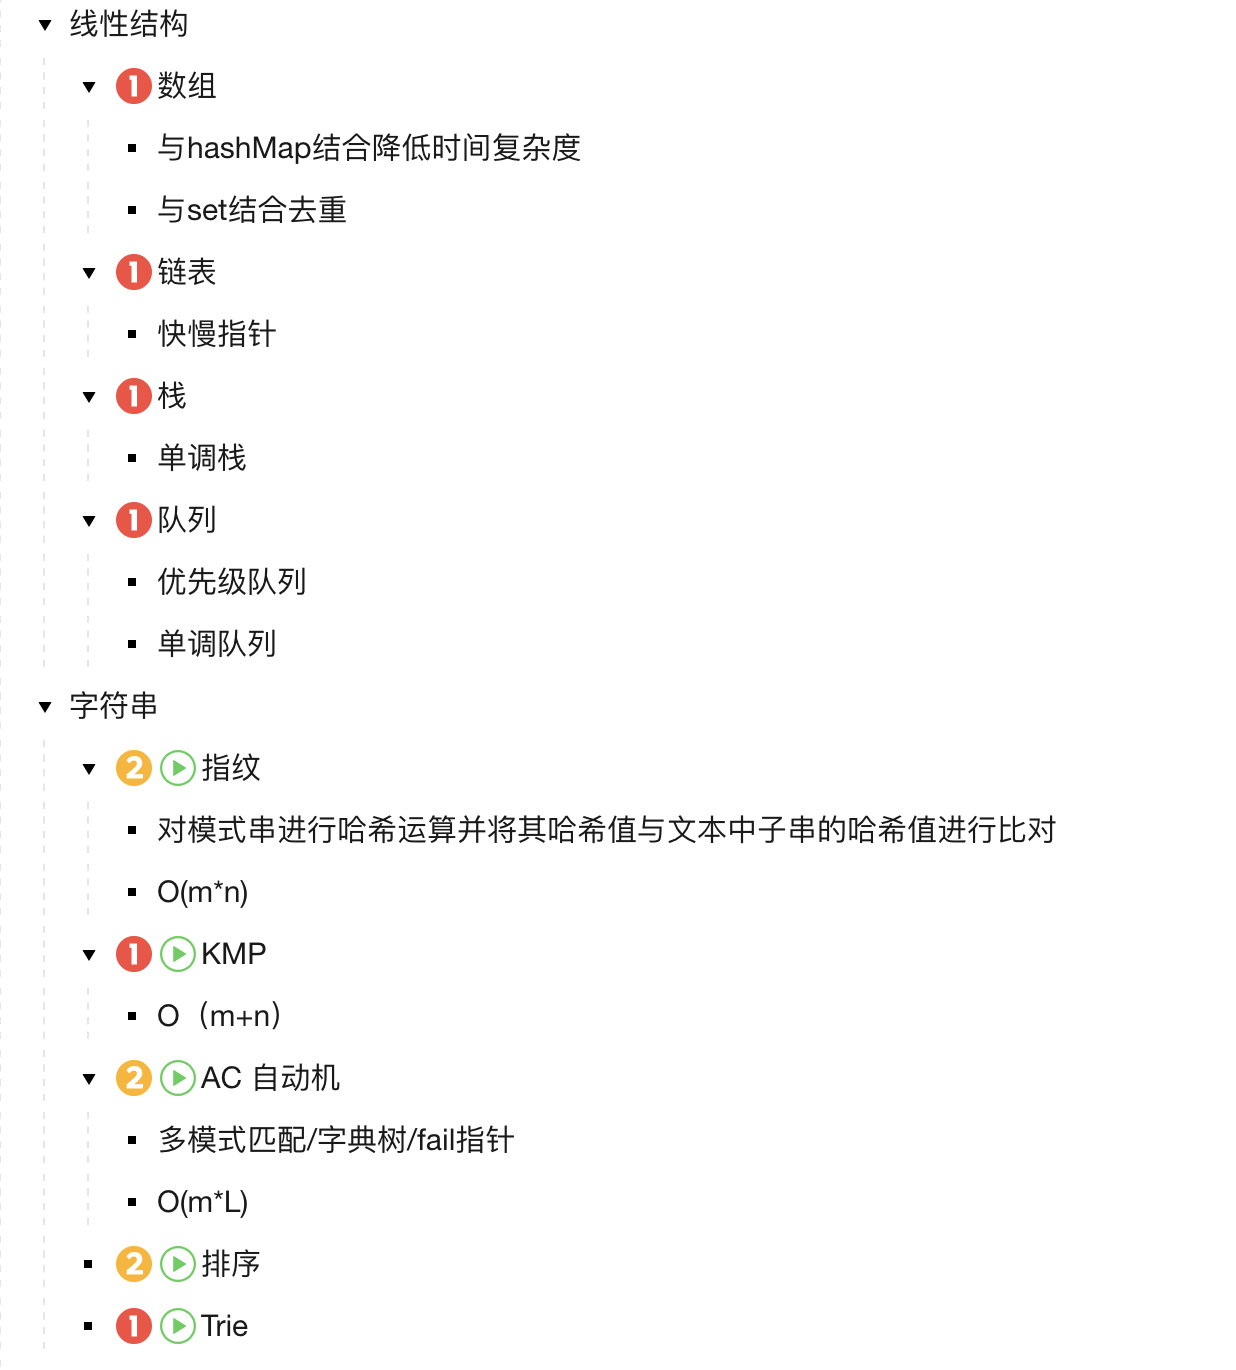 线性结构
1 数组
与hashMap结合降低时间复杂度
与set结合去重
1 链表
快慢指针
1 栈
单调栈
1 队列
优先级队列
单调队列
字符串
2 指纹
对模式串进行哈希运算并将其哈希值与文本中子串的哈希值进行比对
O(m*n)
1 KMP
O（m+n）
2 AC 自动机
多模式匹配/字典树/fail指针
O(m*L)
2 排序
1 Trie